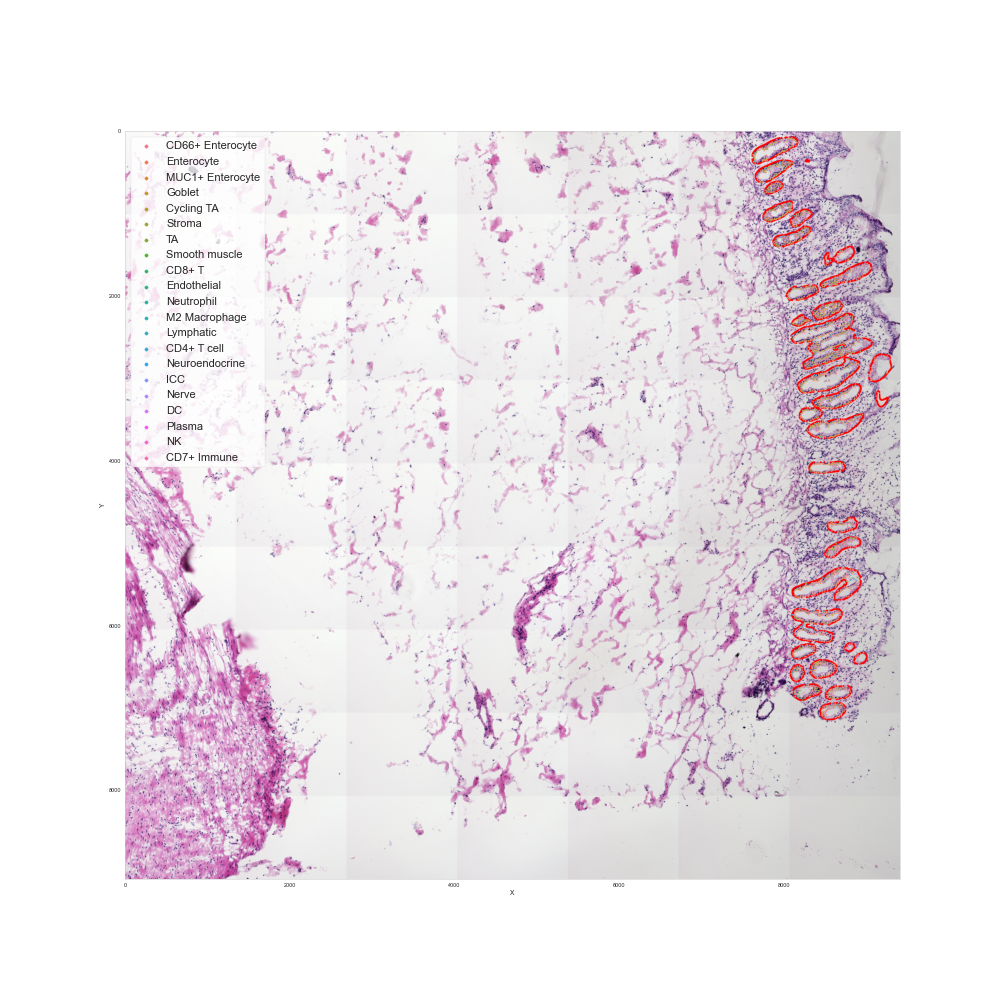 0
CD66+ Enterocyte
Enterocyte
MUC1+ Enterocyte
Goblet
Cycling TA
Stroma
TA
Smooth muscle
CD8+ T
Endothelial
Neutrophil
M2 Macrophage
Lymphatic
CD4+ T cell
Neuroendocrine
ICC
Nerve
DC
Plasma
NK
CD7+ Immune
2000
4000
Y
6000
8000
0 2000 4000 6000 8000
X